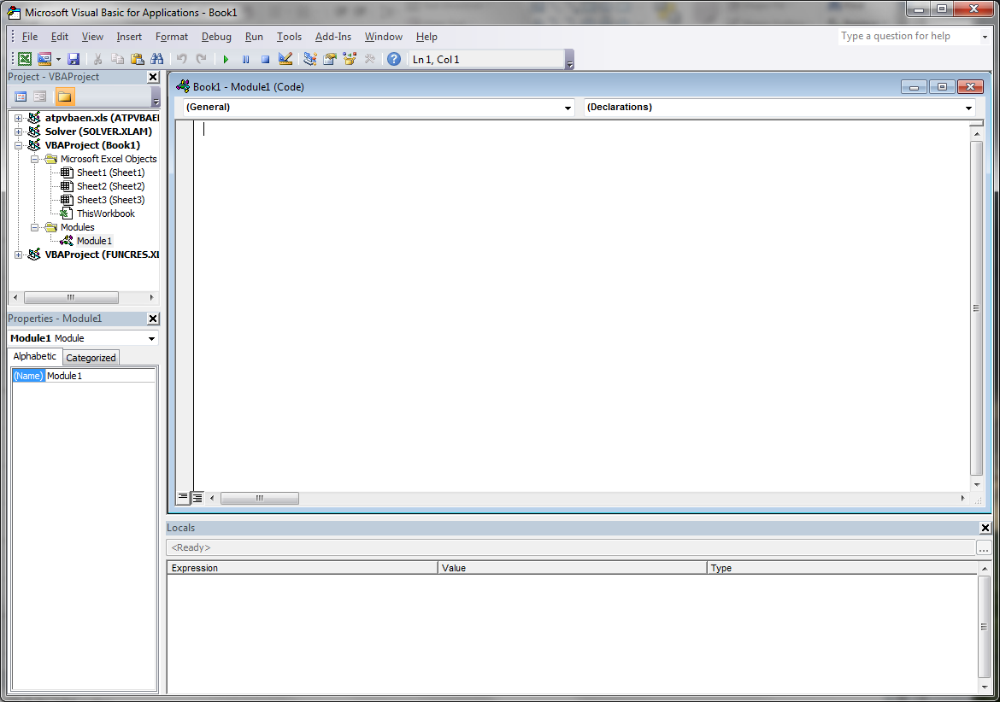 Microsoft Visual Basic for Applications - Book1
File Edit View Insert Format Debug Run Tools Add-Ins Window Help
Type a question for help
Ln 1, Col 1
Project - VBAProject
atpvbaen.xls (ATPVBAEI
Solver (SOLVER.XLAM)
VBAProject (Book1)
Microsoft Excel Objects
Sheet1 (Sheet1)
Sheet2 (Sheet2)
Sheet3 (Sheet3)
ThisWorkbook
Modules
Module1
VBAProject (FUNCRES.XL
Properties - Module1
Module1 Module
Alphabetic Categorized
(Name) Module1
Book1 - Module1 (Code)
(General) (Declarations)
Locals
<Ready>
...
Expression Value Type